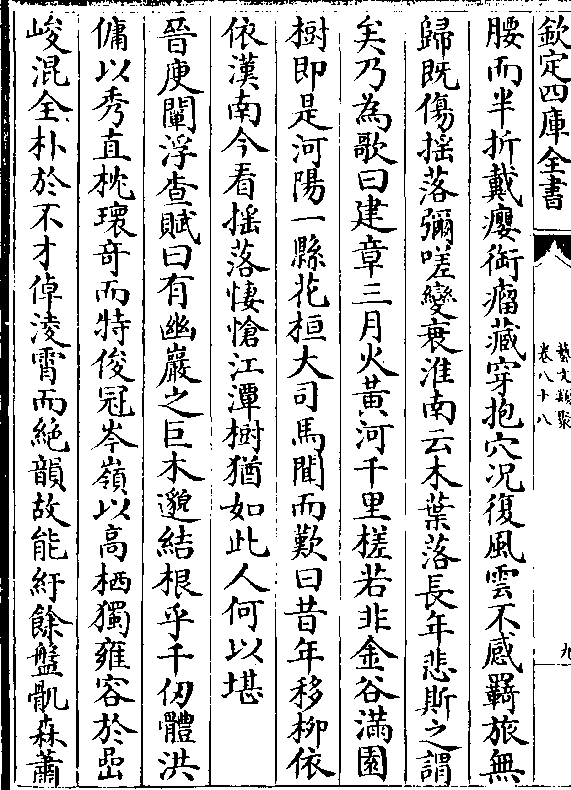 欽定四庫全書
藝文類聚
卷八十八
九
腰而半折戴癭銜瘤藏穿抱穴况復風雲不感羇旅無
歸既傷揺落彌嗟變衰淮南云木葉落長年悲斯之謂
矣乃為歌曰建章三月火黄河千里槎若非金谷滿園
樹即是河陽一縣花桓大司馬聞而歎曰昔年移栁依
依漢南今看揺落悽愴江潭樹猶如此人何以堪
晉庾闡浮查賦曰有幽巖之巨木邈結根乎千仞體洪
傭以秀直枕瓌奇而特俊冠岑嶺以高栖獨雍容於岊
峻混全朴於不才倬淩霄而絶韻故能紆餘盤肌森蕭